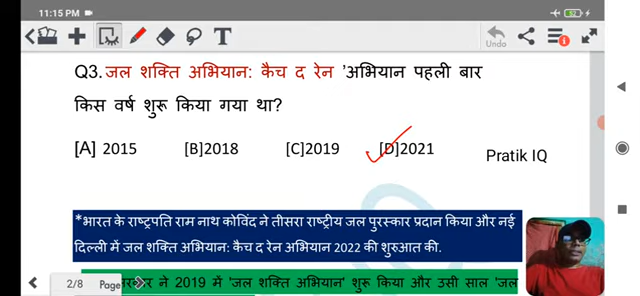 11:15 PM
52
Undo
Q3. जल शक्ति अभियान: कैच द रेन 'अभियान पहली बार
किस वर्ष शुरू किया गया था?
[A] 2015 [B]2018 [C]2019 [D]2021
Pratik IQ
*भारत के राष्ट्रपति राम नाथ कोविंद ने तीसरा राष्ट्रीय जल पुरस्कार प्रदान किया और नई
दिल्ली में जल शक्ति अभियान: कैच द रेन अभियान 2022 की शुरुआत की.
2/8
ने 2019 में 'जल शक्ति अभियान' शुरू किया और उसी साल 'जल